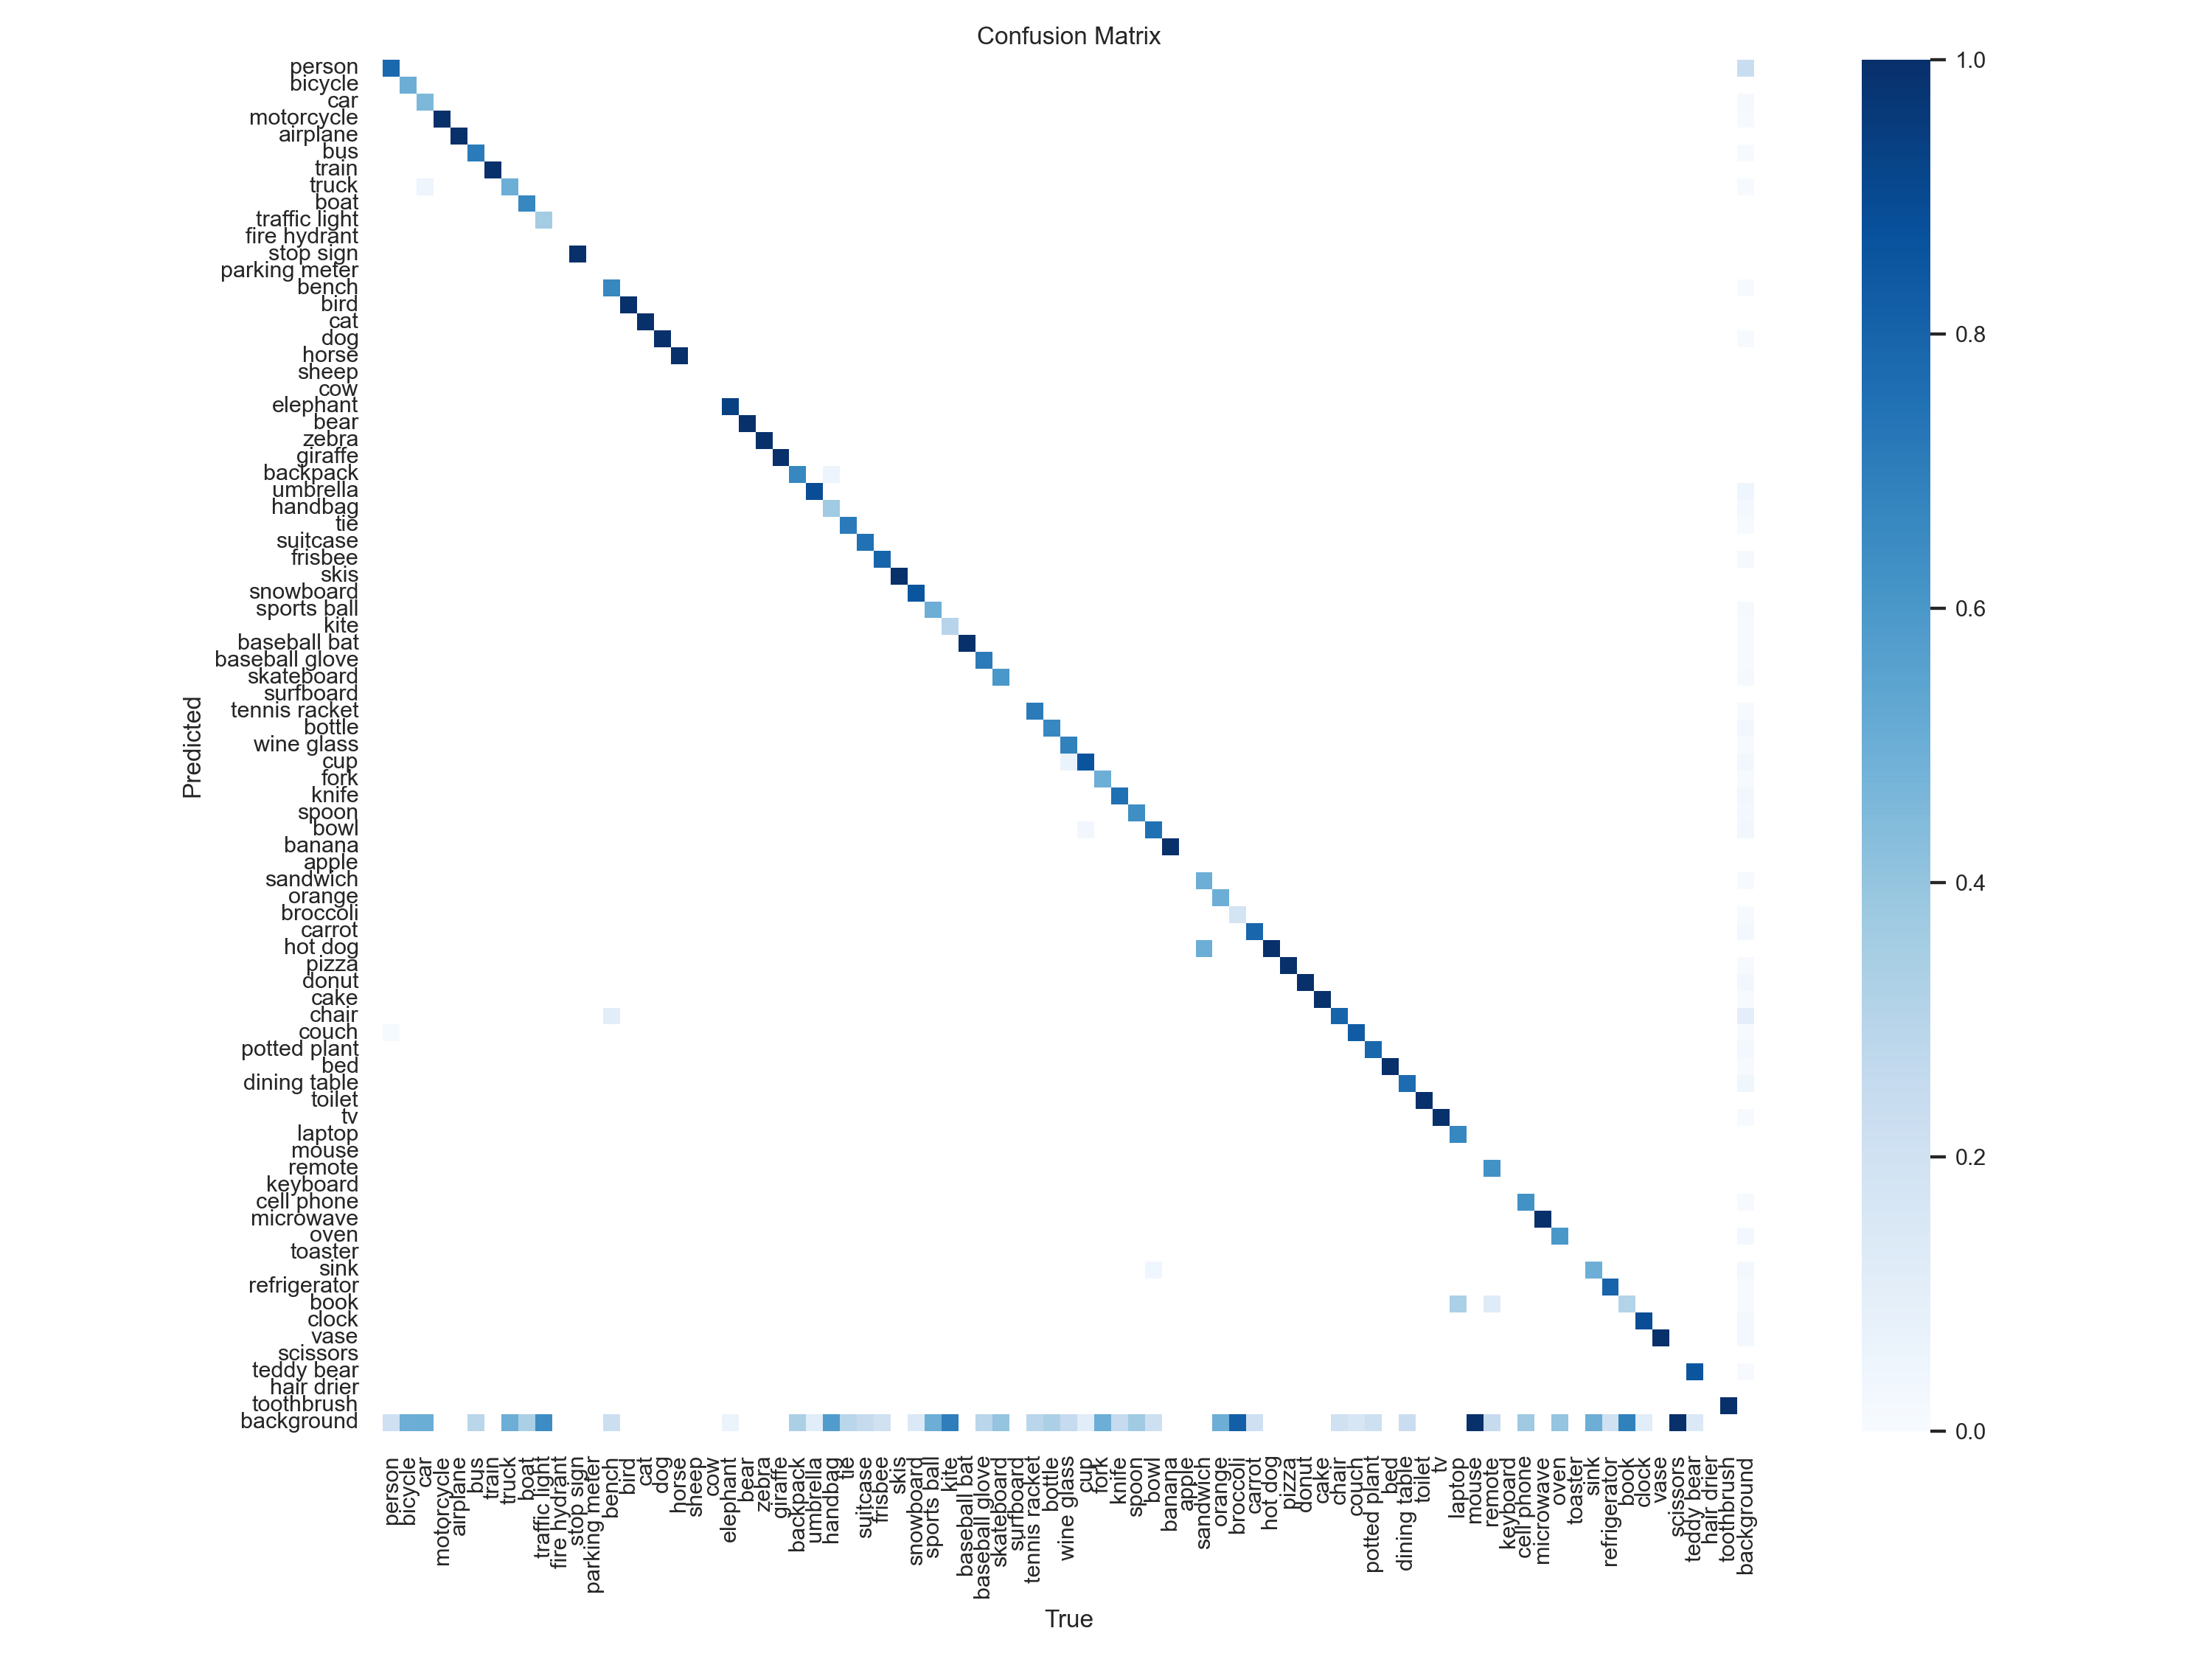 Confusion Matrix
person
bicycle
car
motorcycle
airplane
bus
train
truck
boat
traffic light
fire hydrant
stop sign
parking meter
bench
bird
cat
dog
horse
sheep
cow
elephant
bear
zebra
giraffe
backpack
umbrella
handbag
tie
suitcase
frisbee
skis
snowboard
sports ball
kite
baseball bat
baseball glove
skateboard
surfboard
tennis racket
bottle
wine glass
cup
fork
knife
spoon
bowl
banana
apple
sandwich
orange
broccoli
carrot
hot dog
pizza
donut
cake
chair
couch
potted plant
bed
dining table
toilet
tv
laptop
mouse
remote
keyboard
cell phone
microwave
oven
toaster
sink
refrigerator
book
clock
vase
scissors
teddy bear
hair drier
toothbrush
background
Predicted
person
bicycle
car
motorcycle
airplane
bus
train
truck
boat
traffic light
fire hydrant
stop sign
parking meter
bench
bird
cat
dog
horse
sheep
cow
elephant
bear
zebra
giraffe
backpack
umbrella
handbag
tie
suitcase
frisbee
skis
snowboard
sports ball
kite
baseball bat
baseball glove
skateboard
surfboard
tennis racket
bottle
wine glass
cup
fork
knife
spoon
bowl
banana
apple
sandwich
orange
broccoli
carrot
hot dog
pizza
donut
cake
chair
couch
potted plant
bed
dining table
toilet
tv
laptop
mouse
remote
keyboard
cell phone
microwave
oven
toaster
sink
refrigerator
book
clock
vase
scissors
teddy bear
hair drier
toothbrush
background
True
1.0
0.8
0.6
0.4
0.2
0.0